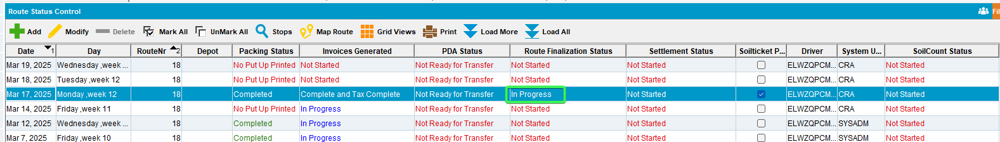 Route Status Control Fil
Add Modify Delete Mark All UnMark All Stops Map Route Grid Views Print Load More Load All
Date 1 Day RouteNr 2 Depot Packing Status Invoices Generated PDA Status Route Finalization Status Settlement Status Soilticket P... Driver System U... SoilCount Status
Mar 19, 2025 Wednesday ,week ... 18 No Put Up Printed Not Started Not Ready for Transfer Not Started Not Started ELWZQPCM... CRA Not Started
Mar 18, 2025 Tuesday ,week 12 18 No Put Up Printed Not Started Not Ready for Transfer Not Started Not Started ELWZQPCM... CRA Not Started
Mar 17, 2025 Monday ,week 12 18 Completed Complete and Tax Complete Not Ready for Transfer In Progress Not Started ELWZQPCM... CRA Not Started
Mar 14, 2025 Friday ,week 11 18 No Put Up Printed In Progress Not Ready for Transfer Not Started Not Started ELWZQPCM... CRA Not Started
Mar 12, 2025 Wednesday ,week ... 18 Completed In Progress Not Ready for Transfer Not Started Not Started ELWZQPCM... SYSADM Not Started
Mar 7, 2025 Friday ,week 10 18 Completed In Progress Not Ready for Transfer Not Started Not Started ELWZQPCM... SYSADM Not Started